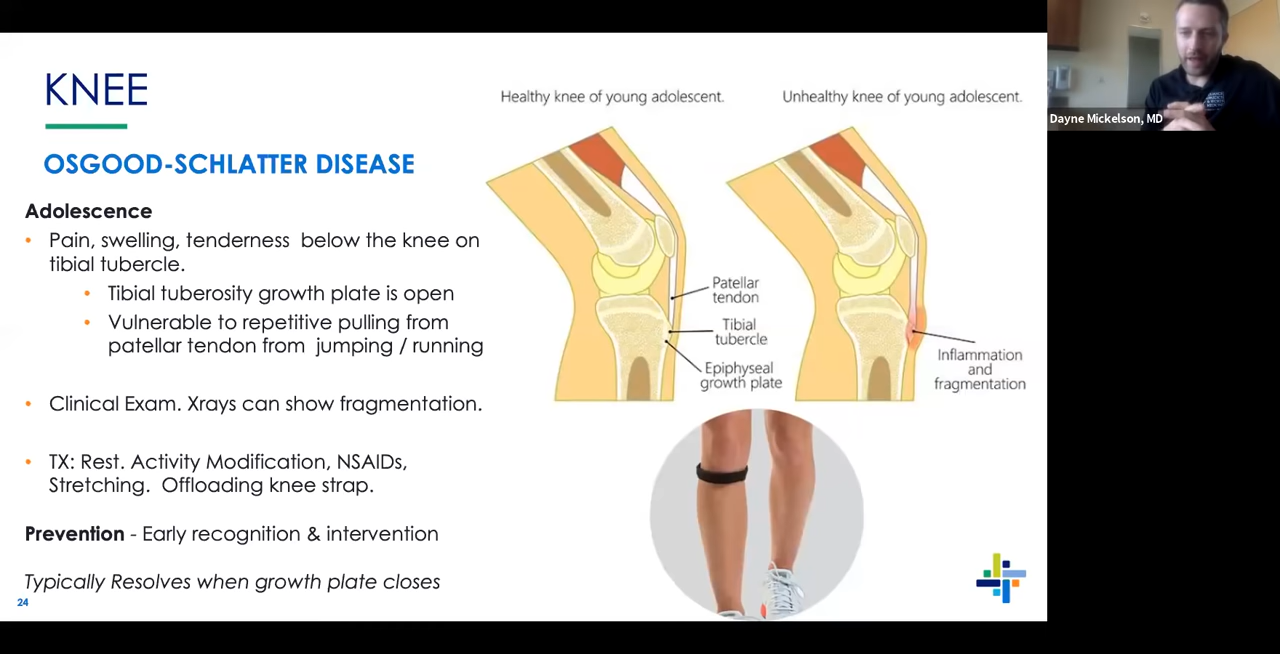 KNEE
OSGOOD-SCHLATTER DISEASE
Adolescence
• Pain, swelling, tenderness below the knee on
tibial tubercle.
• Tibial tuberosity growth plate is open
• Vulnerable to repetitive pulling from
patellar tendon from jumping / running
• Clinical Exam. Xrays can show fragmentation.
• TX: Rest. Activity Modification, NSAIDs,
Stretching. Offloading knee strap.
Prevention - Early recognition & intervention
Typically Resolves when growth plate closes
24
Healthy knee of young adolescent.
Patellar
tendon
Tibial
tubercle
Epiphyseal
growth plate
Unhealthy knee of young adolescent.
Inflammation
and
fragmentation
Dayne Mickelson, MD